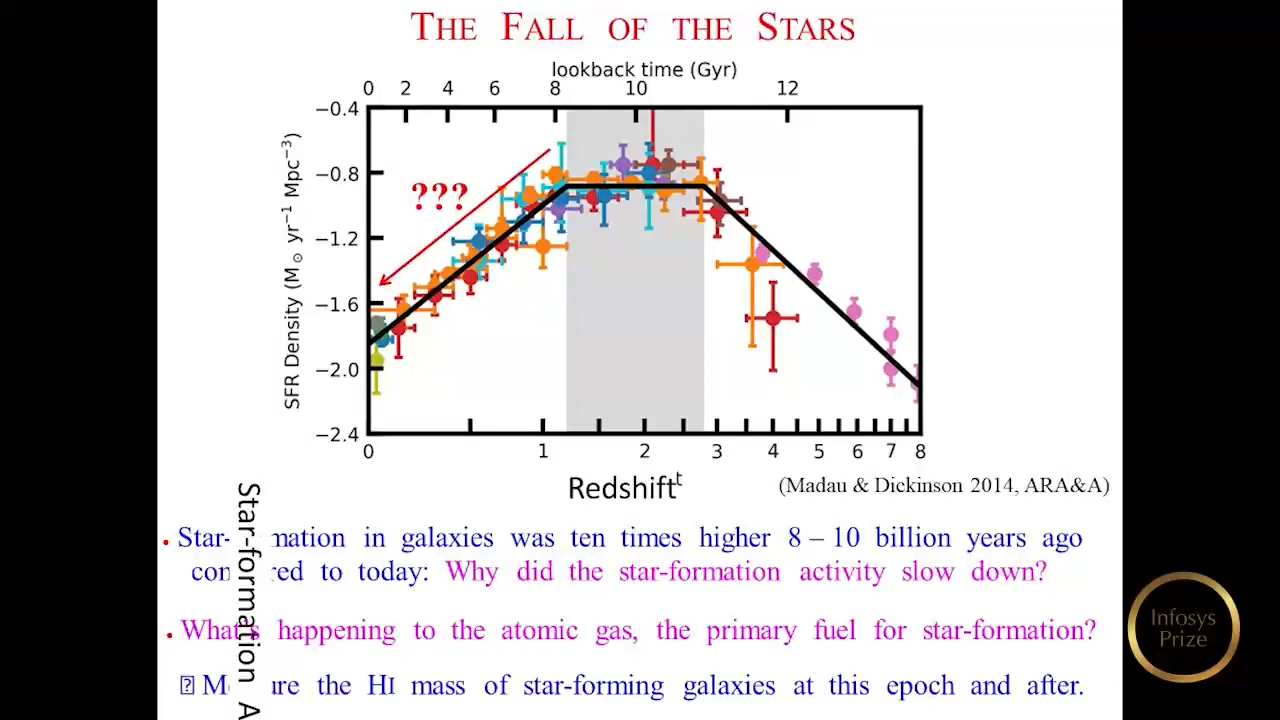 THE FALL OF THE STARS
lookback time (Gyr)
0 2 4 6 8 10 12
−0.4
−0.8
−1.2
−1.6
−2.0
−2.4
SFR Density (M⊙ yr−1 Mpc−3)
???
0 1 2 3 4 5 6 7 8
Redshift
t
(Madau & Dickinson 2014, ARA&A)
Star-formation A
• Star- mation in galaxies was ten times higher 8 – 10 billion years ago
con red to today: Why did the star-formation activity slow down?
• What's happening to the atomic gas, the primary fuel for star-formation?
M ure the HI mass of star-forming galaxies at this epoch and after.
Infosys
Prize